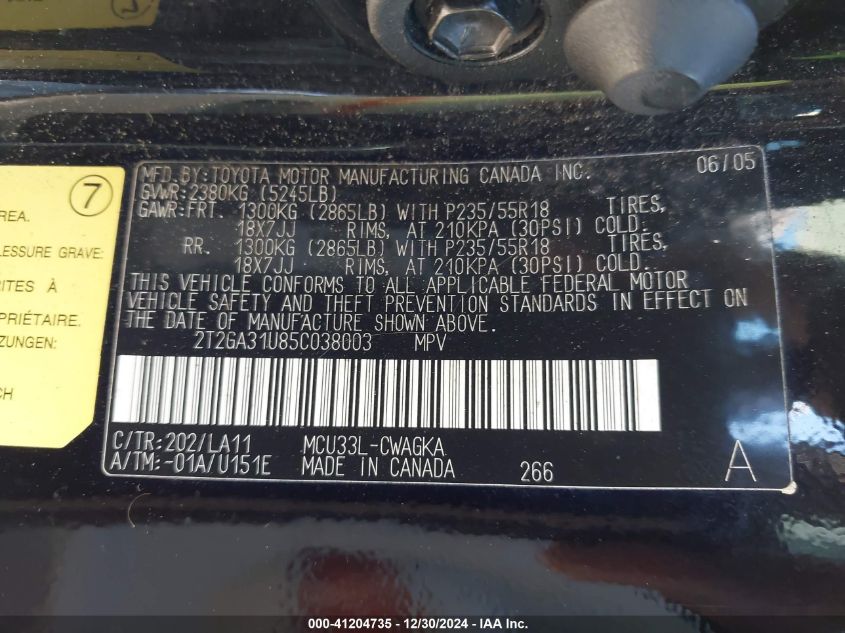 7
REA.
LESSURE GRAVE:
RITES À
PRIÉTAIRE.
ZUNGEN:
CH
MFD.BY:TOYOTA MOTOR MANUFACTURING CANADA INC. 06/05
GVWR:2380KG (5245LB)
GAWR:FRT. 1300KG (2865LB) WITH P235/55R18 TIRES,
18X7JJ RIMS, AT 210KPA (30PSI) COLD.
RR. 1300KG (2865LB) WITH P235/55R18 TIRES,
18X7JJ RIMS, AT 210KPA (30PSI) COLD.
THIS VEHICLE CONFORMS TO ALL APPLICABLE FEDERAL MOTOR
VEHICLE SAFETY AND THEFT PREVENTION STANDARDS IN EFFECT ON
THE DATE OF MANUFACTURE SHOWN ABOVE.
2T2GA31U85C038003 MPV
C/TR:202/LA11 MCU33L-CWAGKA
A/TM:-01A/U151E MADE IN CANADA 266 A
000-41204735 - 12/30/2024 - IAA Inc.